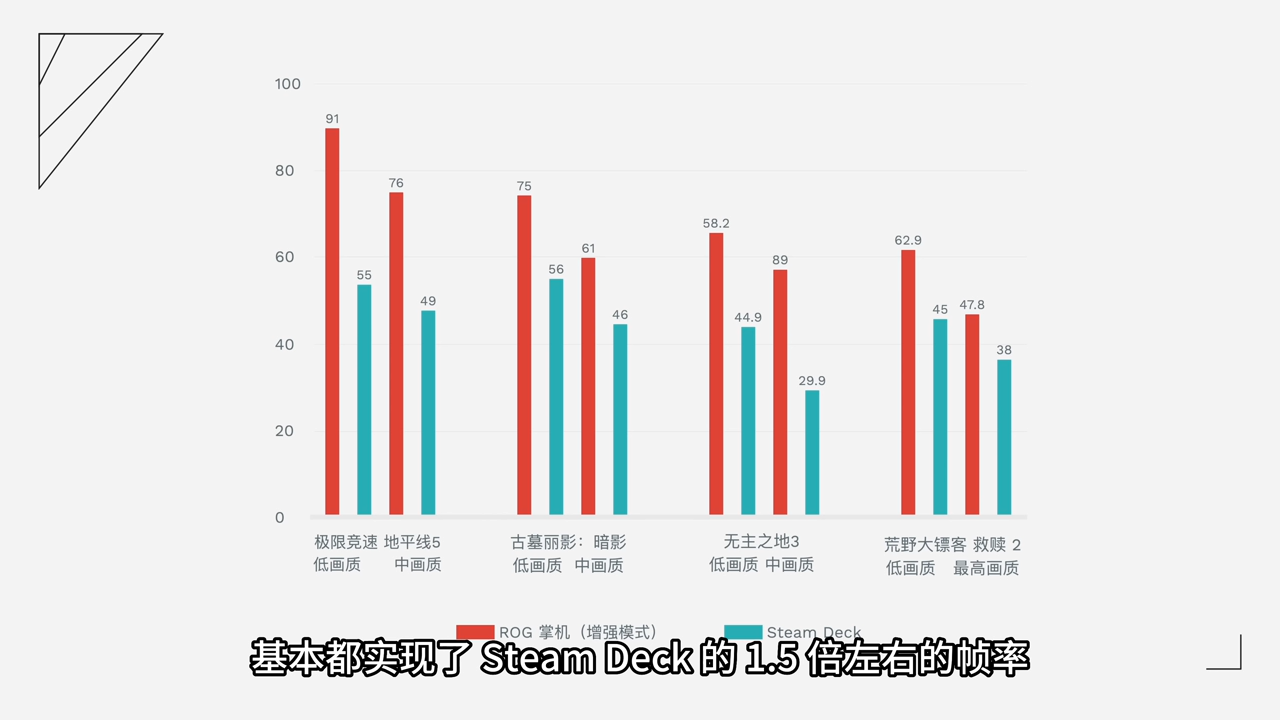 100
80
60
40
20
0
91
55
76
49
75
56
61
46
58.2
44.9
89
29.9
62.9
45
47.8
38
极限竞速 地平线5
低画质 中画质
古墓丽影：暗影
低画质 中画质
无主之地3
低画质 中画质
荒野大镖客 救赎 2
低画质 最高画质
ROG 掌机（增强模式）
Steam Deck
基本都实现了 Steam Deck 的 1.5 倍左右的帧率